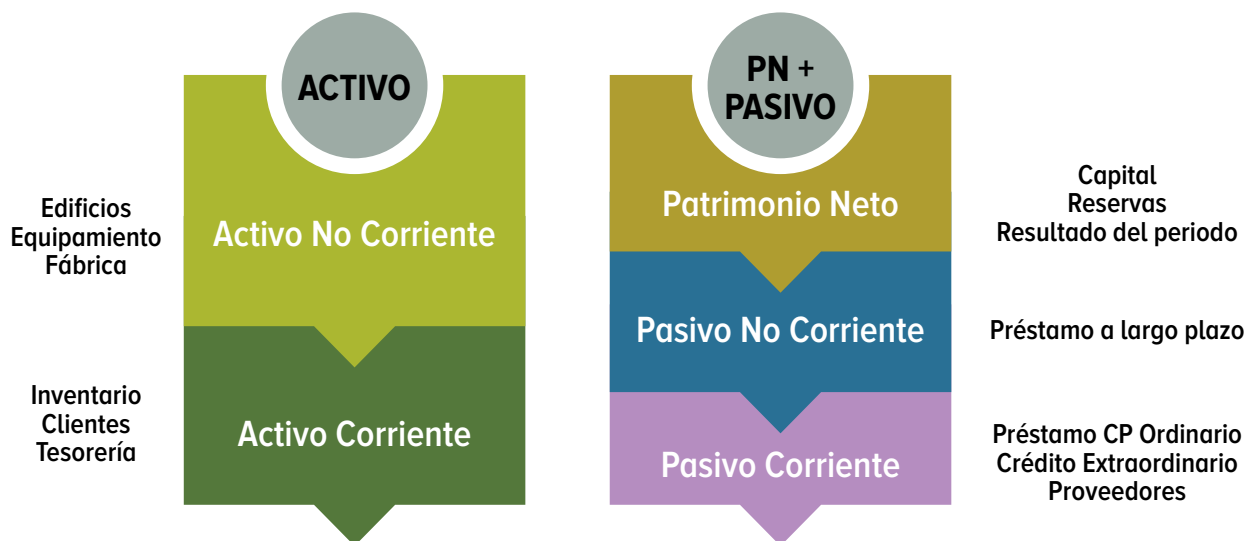 ACTIVO
Edificios
Equipamiento
Fábrica
Activo No Corriente
Inventario
Clientes
Tesorería
Activo Corriente
PN +
PASIVO
Patrimonio Neto
Capital
Reservas
Resultado del periodo
Pasivo No Corriente
Préstamo a largo plazo
Pasivo Corriente
Préstamo CP Ordinario
Crédito Extraordinario
Proveedores